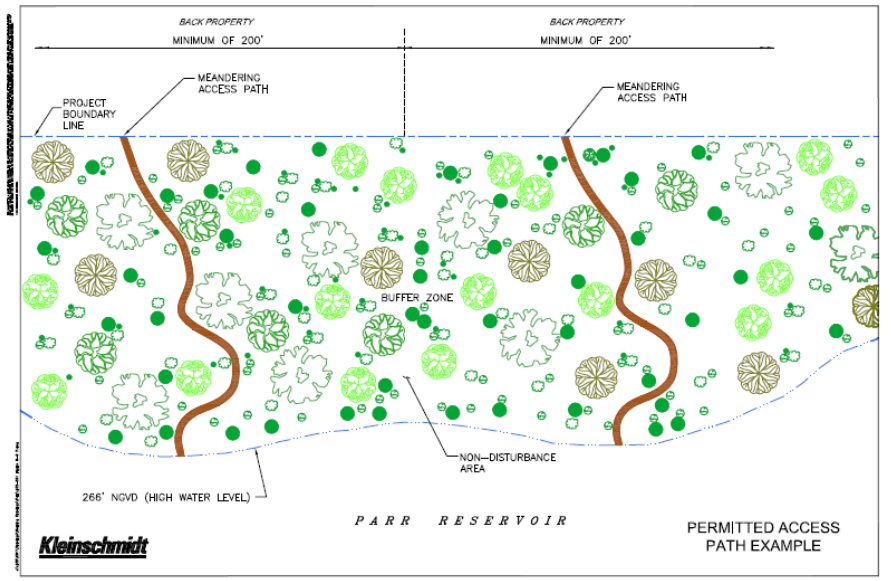 BACK PROPERTY
BACK PROPERTY
MINIMUM OF 200'
MINIMUM OF 200'
MEANDERING
ACCESS PATH
MEANDERING
ACCESS PATH
PROJECT
BOUNDARY
LINE
BUFFER ZONE
NON-DISTURBANCE
AREA
266' NGVD (HIGH WATER LEVEL)
PARR RESERVOIR
Kleinschmidt
PERMITTED ACCESS
PATH EXAMPLE